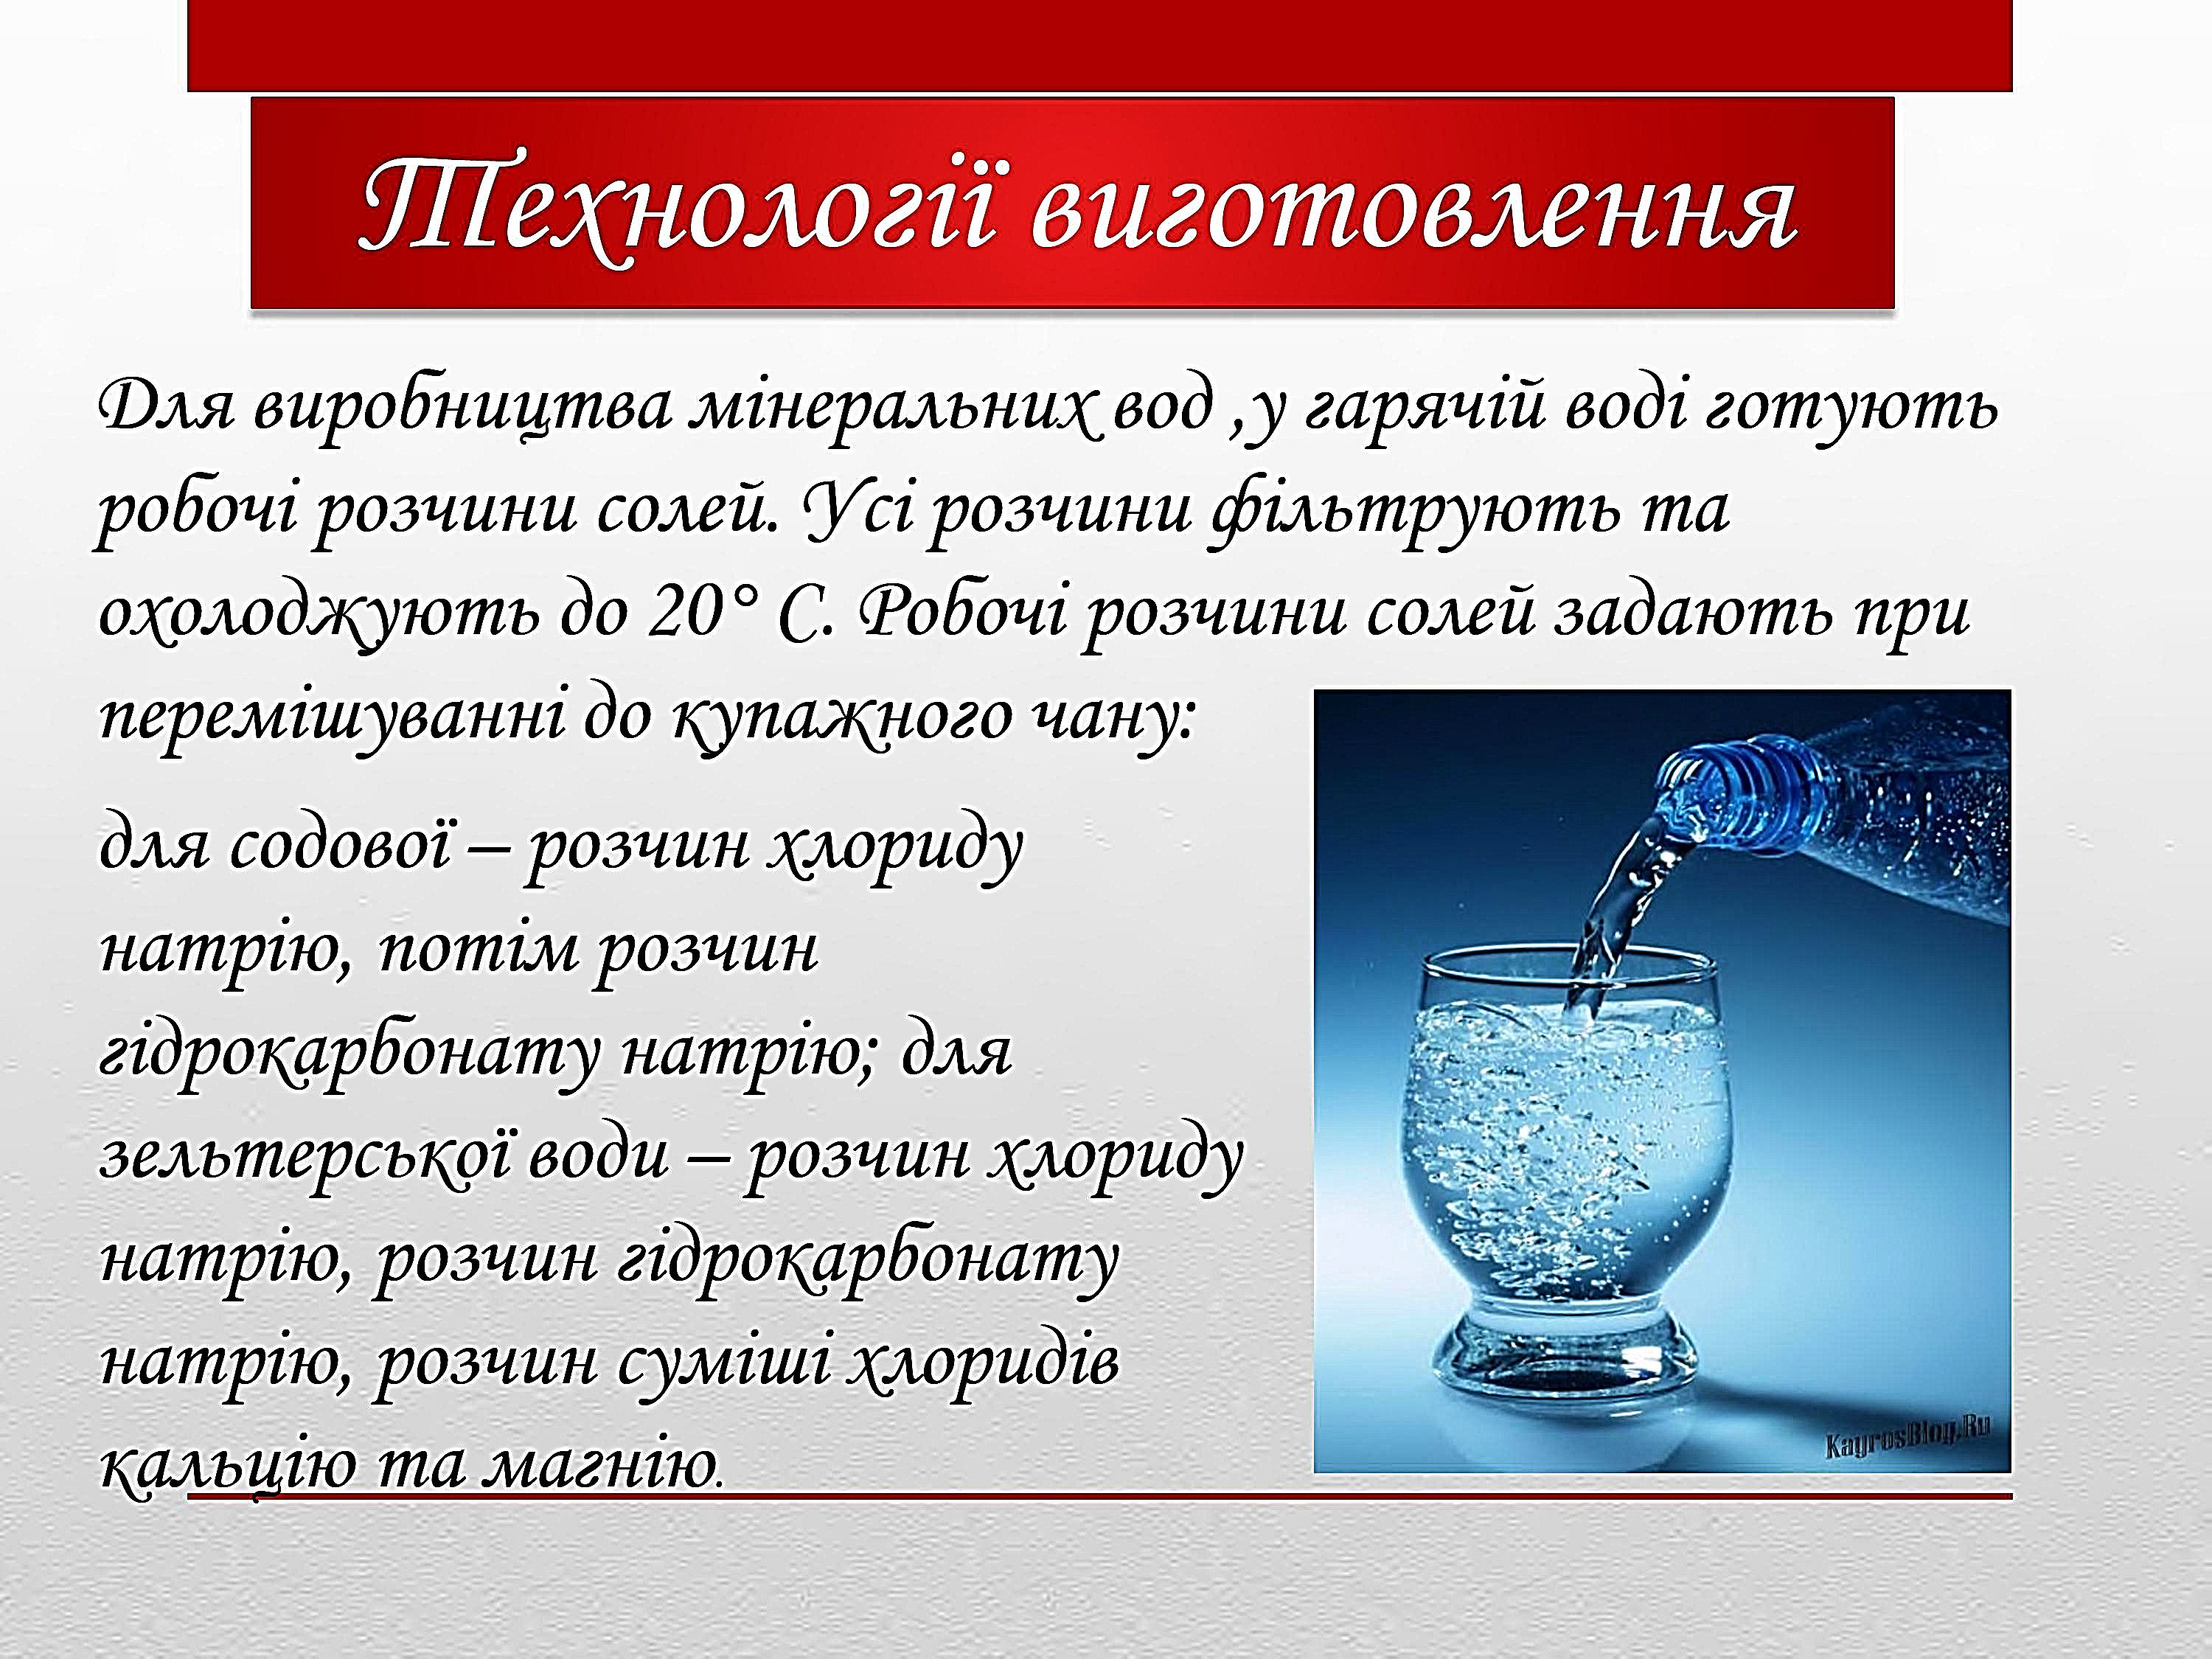 Технології виготовлення
Для виробництва мінеральних вод ,у гарячій воді готують
робочі розчини солей. Усі розчини фільтрують та
охолоджують до 20° С. Робочі розчини солей задають при
перемішуванні до купажного чану:
для содової – розчин хлориду
натрію, потім розчин
гідрокарбонату натрію; для
зельтерської води – розчин хлориду
натрію, розчин гідрокарбонату
натрію, розчин суміші хлоридів
кальцію та магнію.
KayrosBlog.Ru